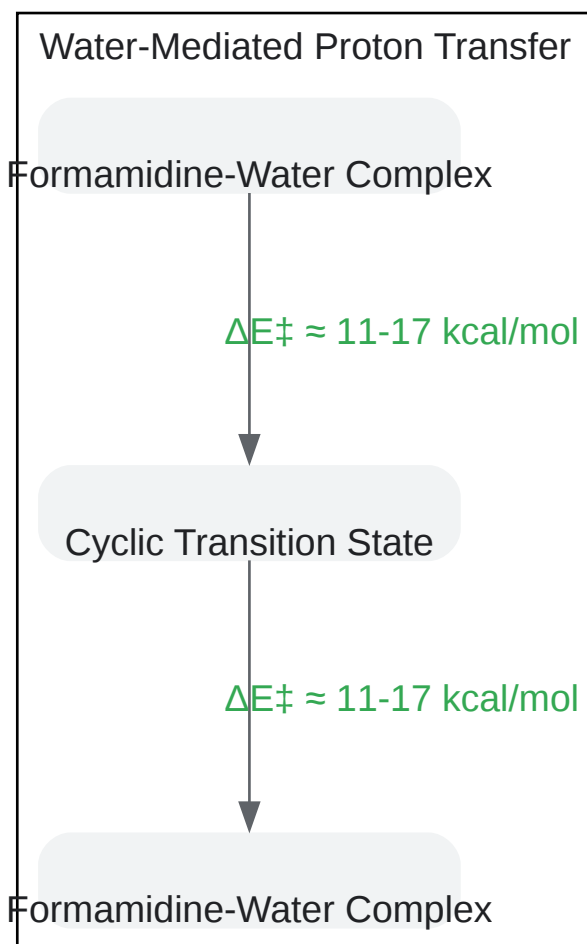 Water-Mediated Proton Transfer
Formamidine-Water Complex
ΔE‡ ≈ 11-17 kcal/mol
Cyclic Transition State
ΔE‡ ≈ 11-17 kcal/mol
Formamidine-Water Complex